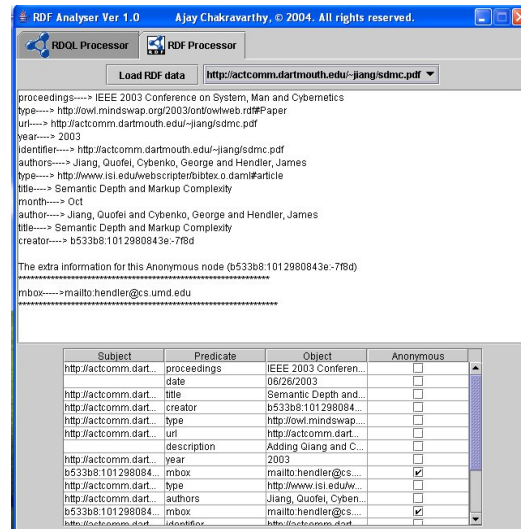 RDF Analyser Ver 1.0 Ajay Chakravarthy, © 2004. All rights reserved.
RDQL Processor RDF Processor
Load RDF data http://actcomm.dartmouth.edu/~jiang/sdmc.pdf
proceedings----> IEEE 2003 Conference on System, Man and Cybernetics
type----> http://owl.mindswap.org/2003/ont/owlweb.rdf#Paper
url----> http://actcomm.dartmouth.edu/~jiang/sdmc.pdf
year----> 2003
identifier----> http://actcomm.dartmouth.edu/~jiang/sdmc.pdf
authors----> Jiang, Quofei, Cybenko, George and Hendler, James
type----> http://www.isi.edu/webscripter/bibtex.o.daml#article
title----> Semantic Depth and Markup Complexity
month----> Oct
author----> Jiang, Quofei and Cybenko, George and Hendler, James
title----> Semantic Depth and Markup Complexity
creator----> b533b8:1012980843e:-7f8d
The extra information for this Anonymous node (b533b8:1012980843e:-7f8d)
******************************************************************
mbox----->mailto:hendler@cs.umd.edu
********************************************************************
Subject Predicate Object Anonymous
http://actcomm.dart... proceedings IEEE 2003 Conferen...
date 06/26/2003
http://actcomm.dart... title Semantic Depth and...
http://actcomm.dart... creator b533b8:101298084...
http://actcomm.dart... type http://owl.mindswap....
http://actcomm.dart... url http://actcomm.dart...
description Adding Qiang and C...
http://actcomm.dart... year 2003
b533b8:101298084... mbox mailto:hendler@cs....
http://actcomm.dart... type http://www.isi.edu/w...
http://actcomm.dart... authors Jiang, Quofei, Cyben...
b533b8:101298084... mbox mailto:hendler@cs....
http://actcomm.dart... identifier http://actcomm.dart...